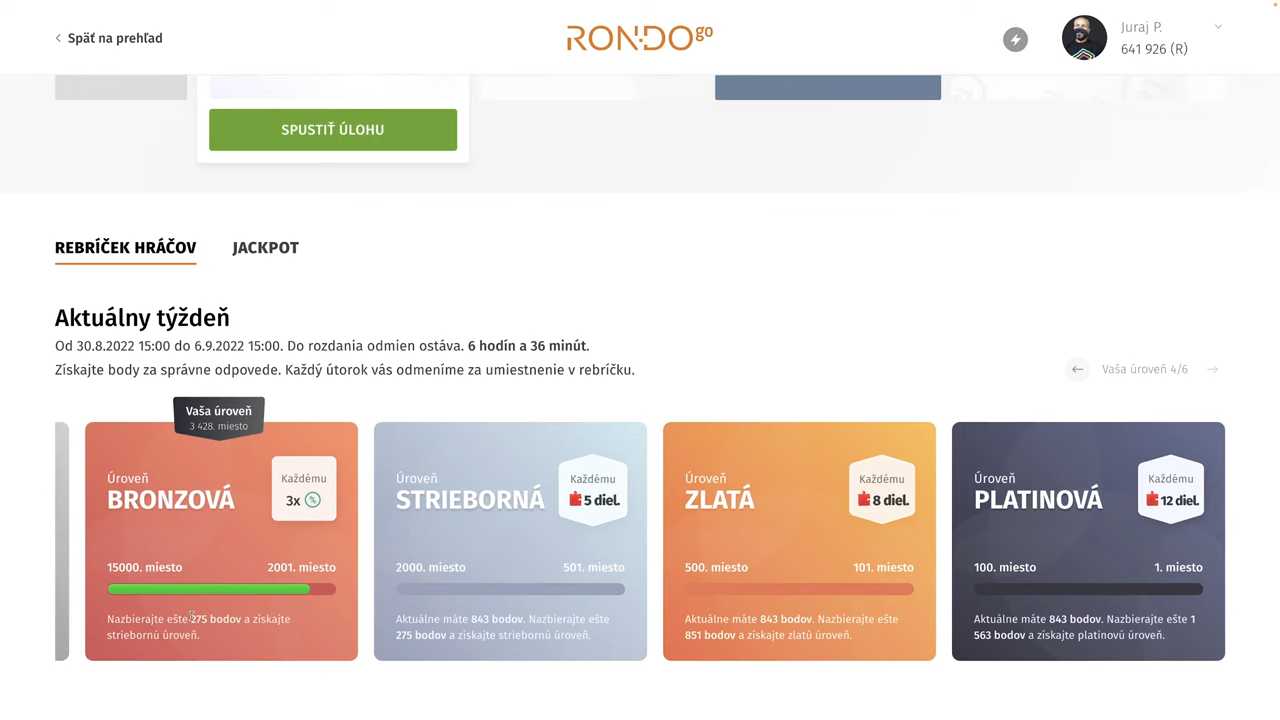 Späť na prehľad
RONDO go
Juraj P.
641 926 (R)
SPUSTIŤ ÚLOHU
REBRÍČEK HRÁČOV
JACKPOT
Aktuálny týždeň
Od 30.8.2022 15:00 do 6.9.2022 15:00. Do rozdania odmien ostáva. 6 hodín a 36 minút.
Získajte body za správne odpovede. Každý útorok vás odmeníme za umiestnenie v rebríčku.
Vaša úroveň 4/6
Vaša úroveň
3 428. miesto
Úroveň
BRONZOVÁ
Každému
3x %
15000. miesto
2001. miesto
Nazbierajte ešte 275 bodov a získajte
striebornú úroveň.
Úroveň
STRIEBORNÁ
Každému
5 diel.
2000. miesto
501. miesto
Aktuálne máte 843 bodov. Nazbierajte ešte
275 bodov a získajte striebornú úroveň.
Úroveň
ZLATÁ
Každému
8 diel.
500. miesto
101. miesto
Aktuálne máte 843 bodov. Nazbierajte ešte
851 bodov a získajte zlatú úroveň.
Úroveň
PLATINOVÁ
Každému
12 diel.
100. miesto
1. miesto
Aktuálne máte 843 bodov. Nazbierajte ešte 1
563 bodov a získajte platinovú úroveň.